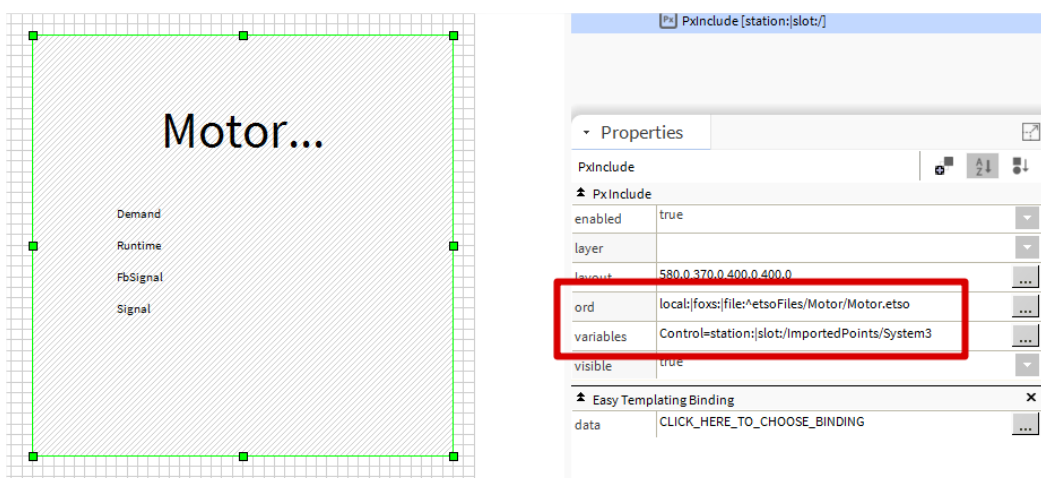 Motor...
Demand
Runtime
FbSignal
Signal
Px PxInclude [station:|slot:/]
Properties
PxInclude
A Z
PxInclude
enabled true
layer
layout 580.0,370.0,400.0,400.0 ...
ord local:|foxs:|file:^etsoFiles/Motor/Motor.etso ...
variables Control=station:|slot:/ImportedPoints/System3 ...
visible true
Easy Templating Binding ×
data CLICK_HERE_TO_CHOOSE_BINDING ...